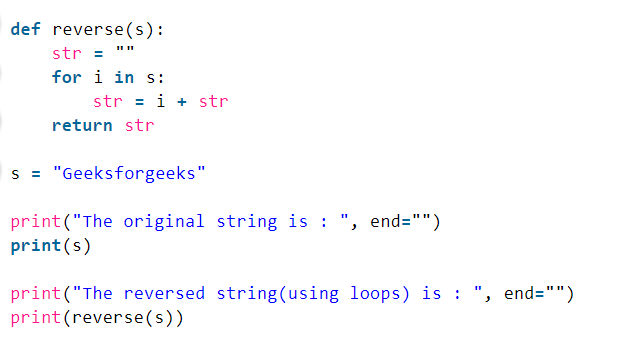 def reverse(s):
    str = ""
    for i in s:
        str = i + str
    return str

s = "Geeksforgeeks"

print("The original string is : ", end="")
print(s)

print("The reversed string(using loops) is : ", end="")
print(reverse(s))